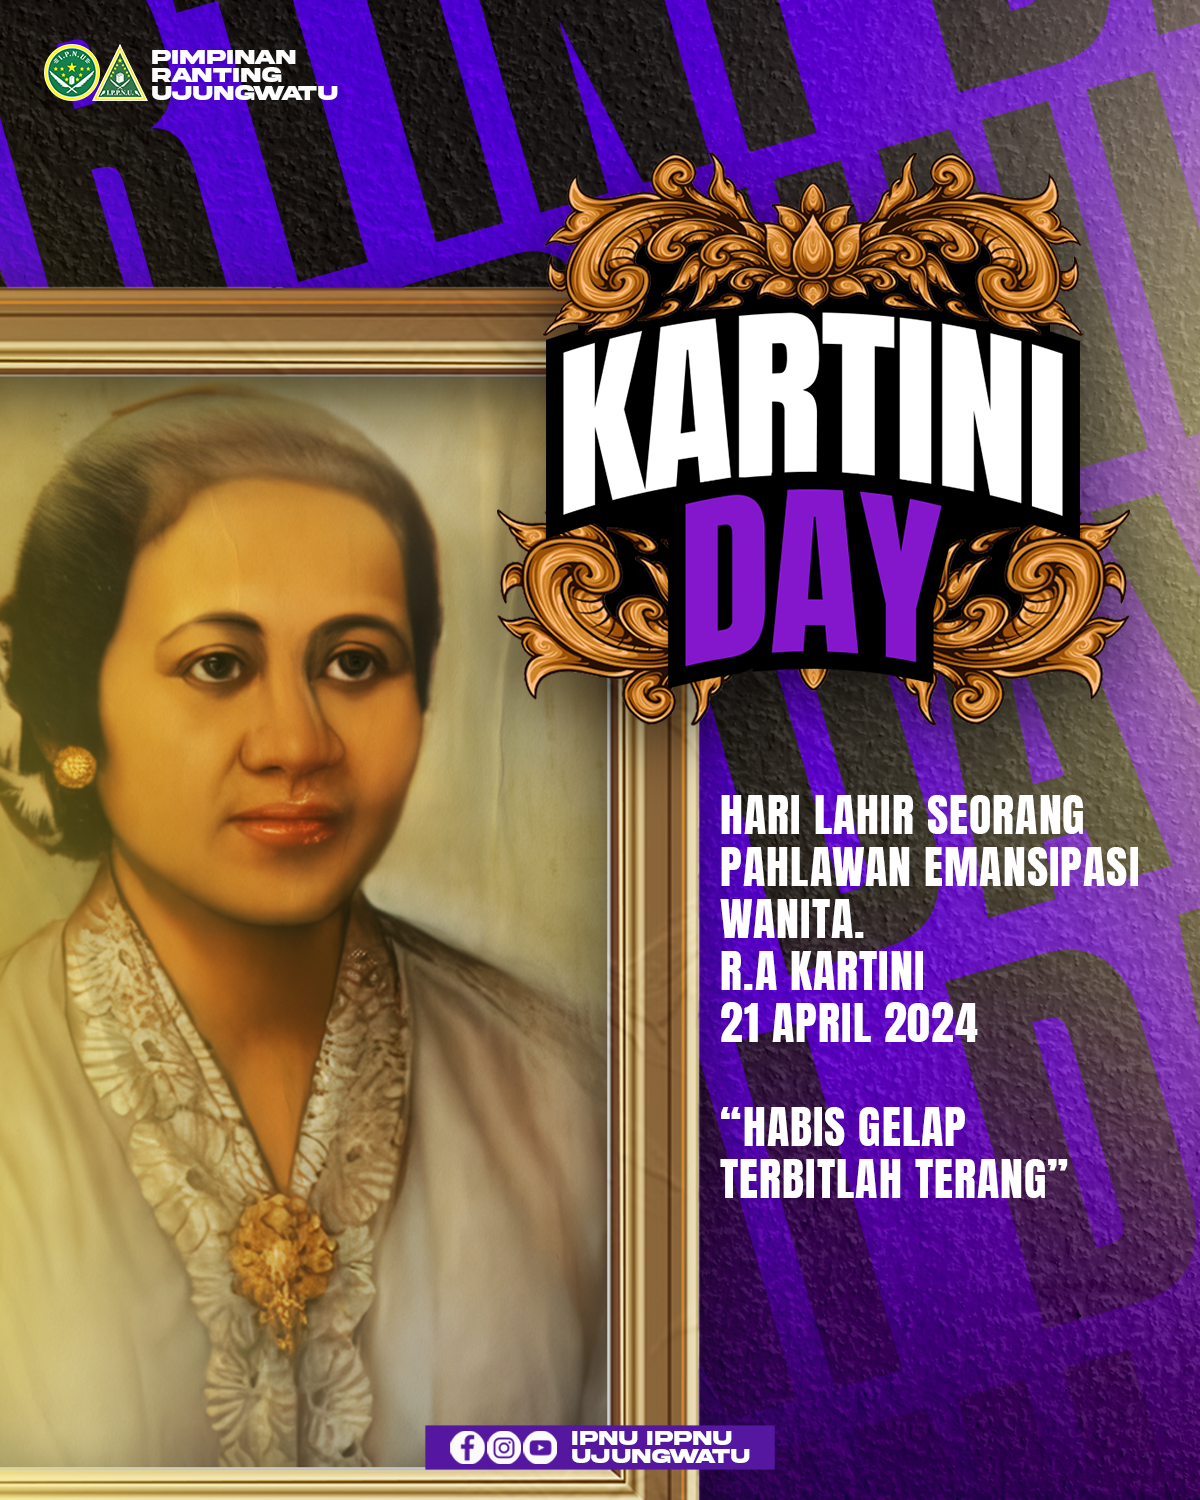 I.P.N.U
I.P.P.N.U.
PIMPINAN
RANTING
UJUNGWATU
KARTINI
DAY
HARI LAHIR SEORANG
PAHLAWAN EMANSIPASI
WANITA.
R.A KARTINI
21 APRIL 2024
“HABIS GELAP
TERBITLAH TERANG”
IPNU IPPNU
UJUNGWATU